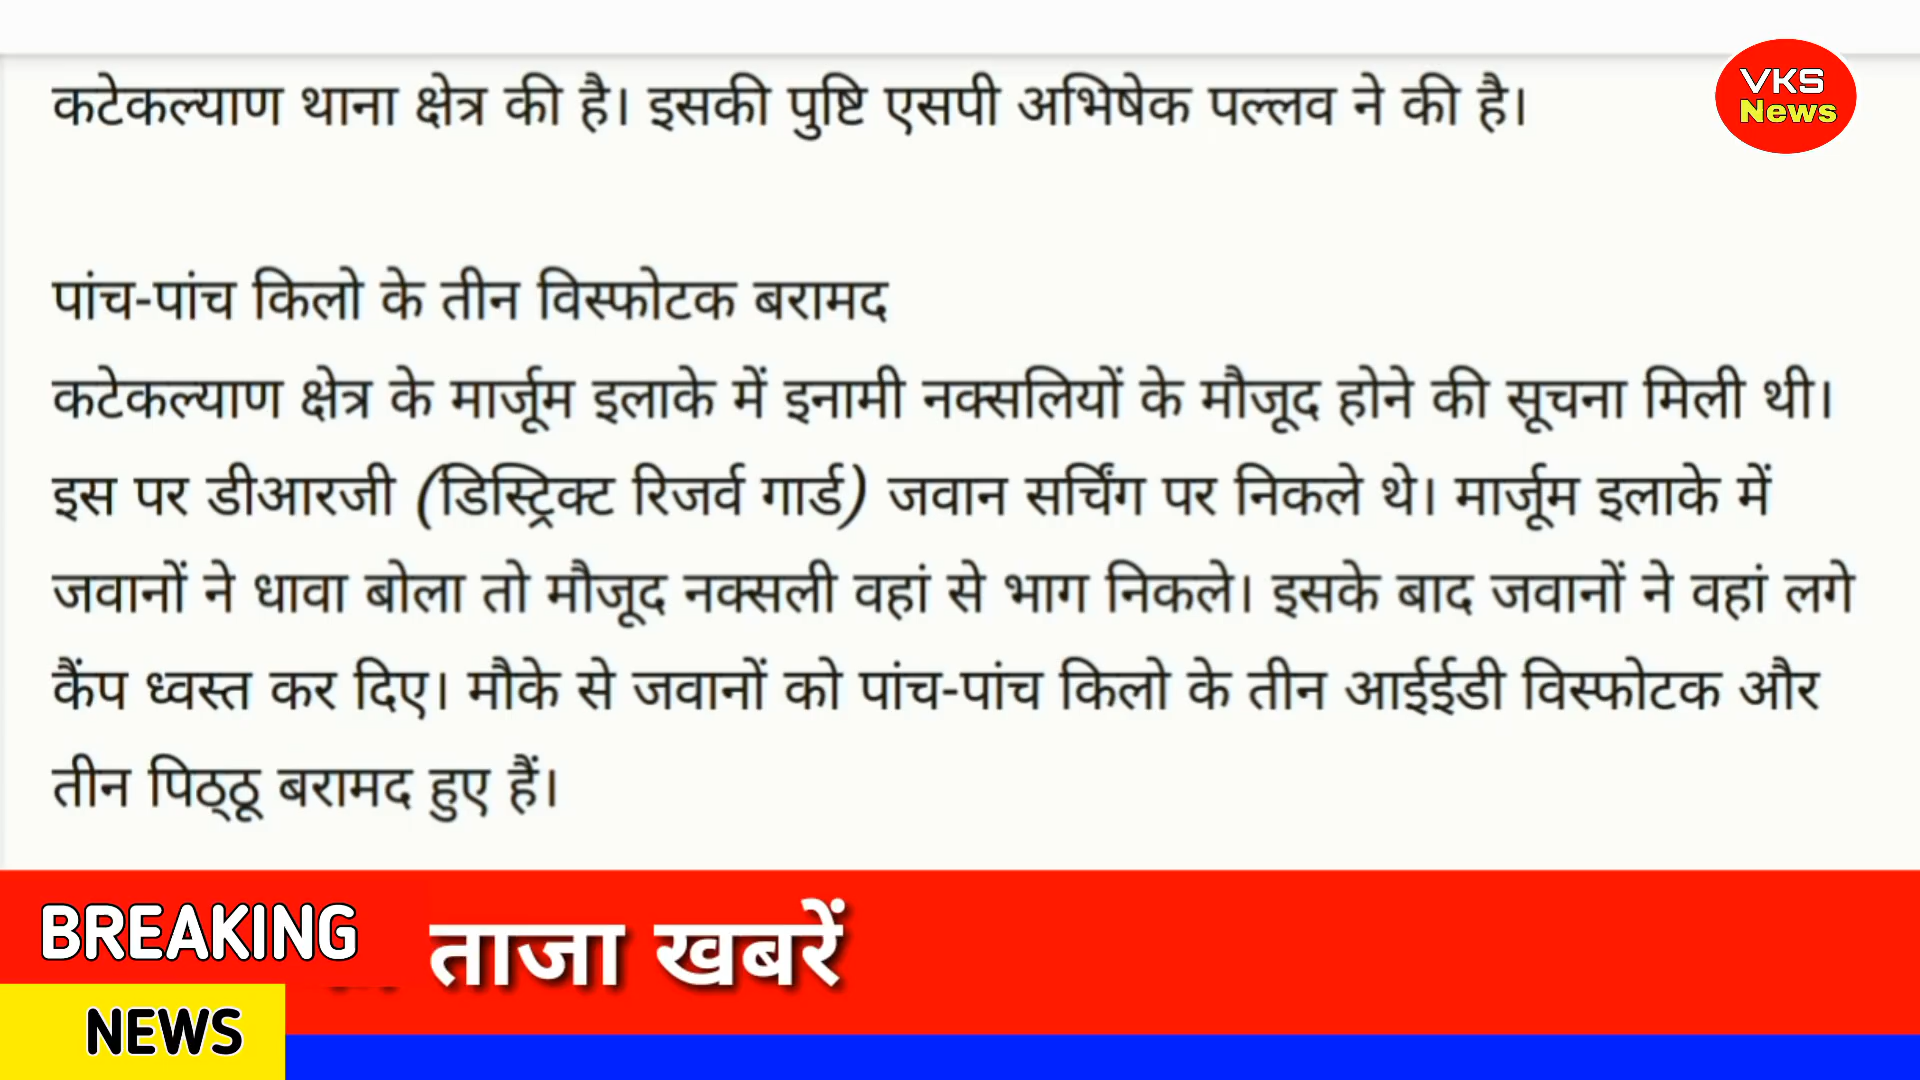 कटेकल्याण थाना क्षेत्र की है। इसकी पुष्टि एसपी अभिषेक पल्लव ने की है।
VKS
News
पांच-पांच किलो के तीन विस्फोटक बरामद
कटेकल्याण क्षेत्र के मार्जूम इलाके में इनामी नक्सलियों के मौजूद होने की सूचना मिली थी।
इस पर डीआरजी (डिस्ट्रिक्ट रिजर्व गार्ड) जवान सर्चिंग पर निकले थे। मार्जूम इलाके में
जवानों ने धावा बोला तो मौजूद नक्सली वहां से भाग निकले। इसके बाद जवानों ने वहां लगे
कैंप ध्वस्त कर दिए। मौके से जवानों को पांच-पांच किलो के तीन आईईडी विस्फोटक और
तीन पिठ्ठू बरामद हुए हैं।
BREAKING
ताजा खबरें
NEWS